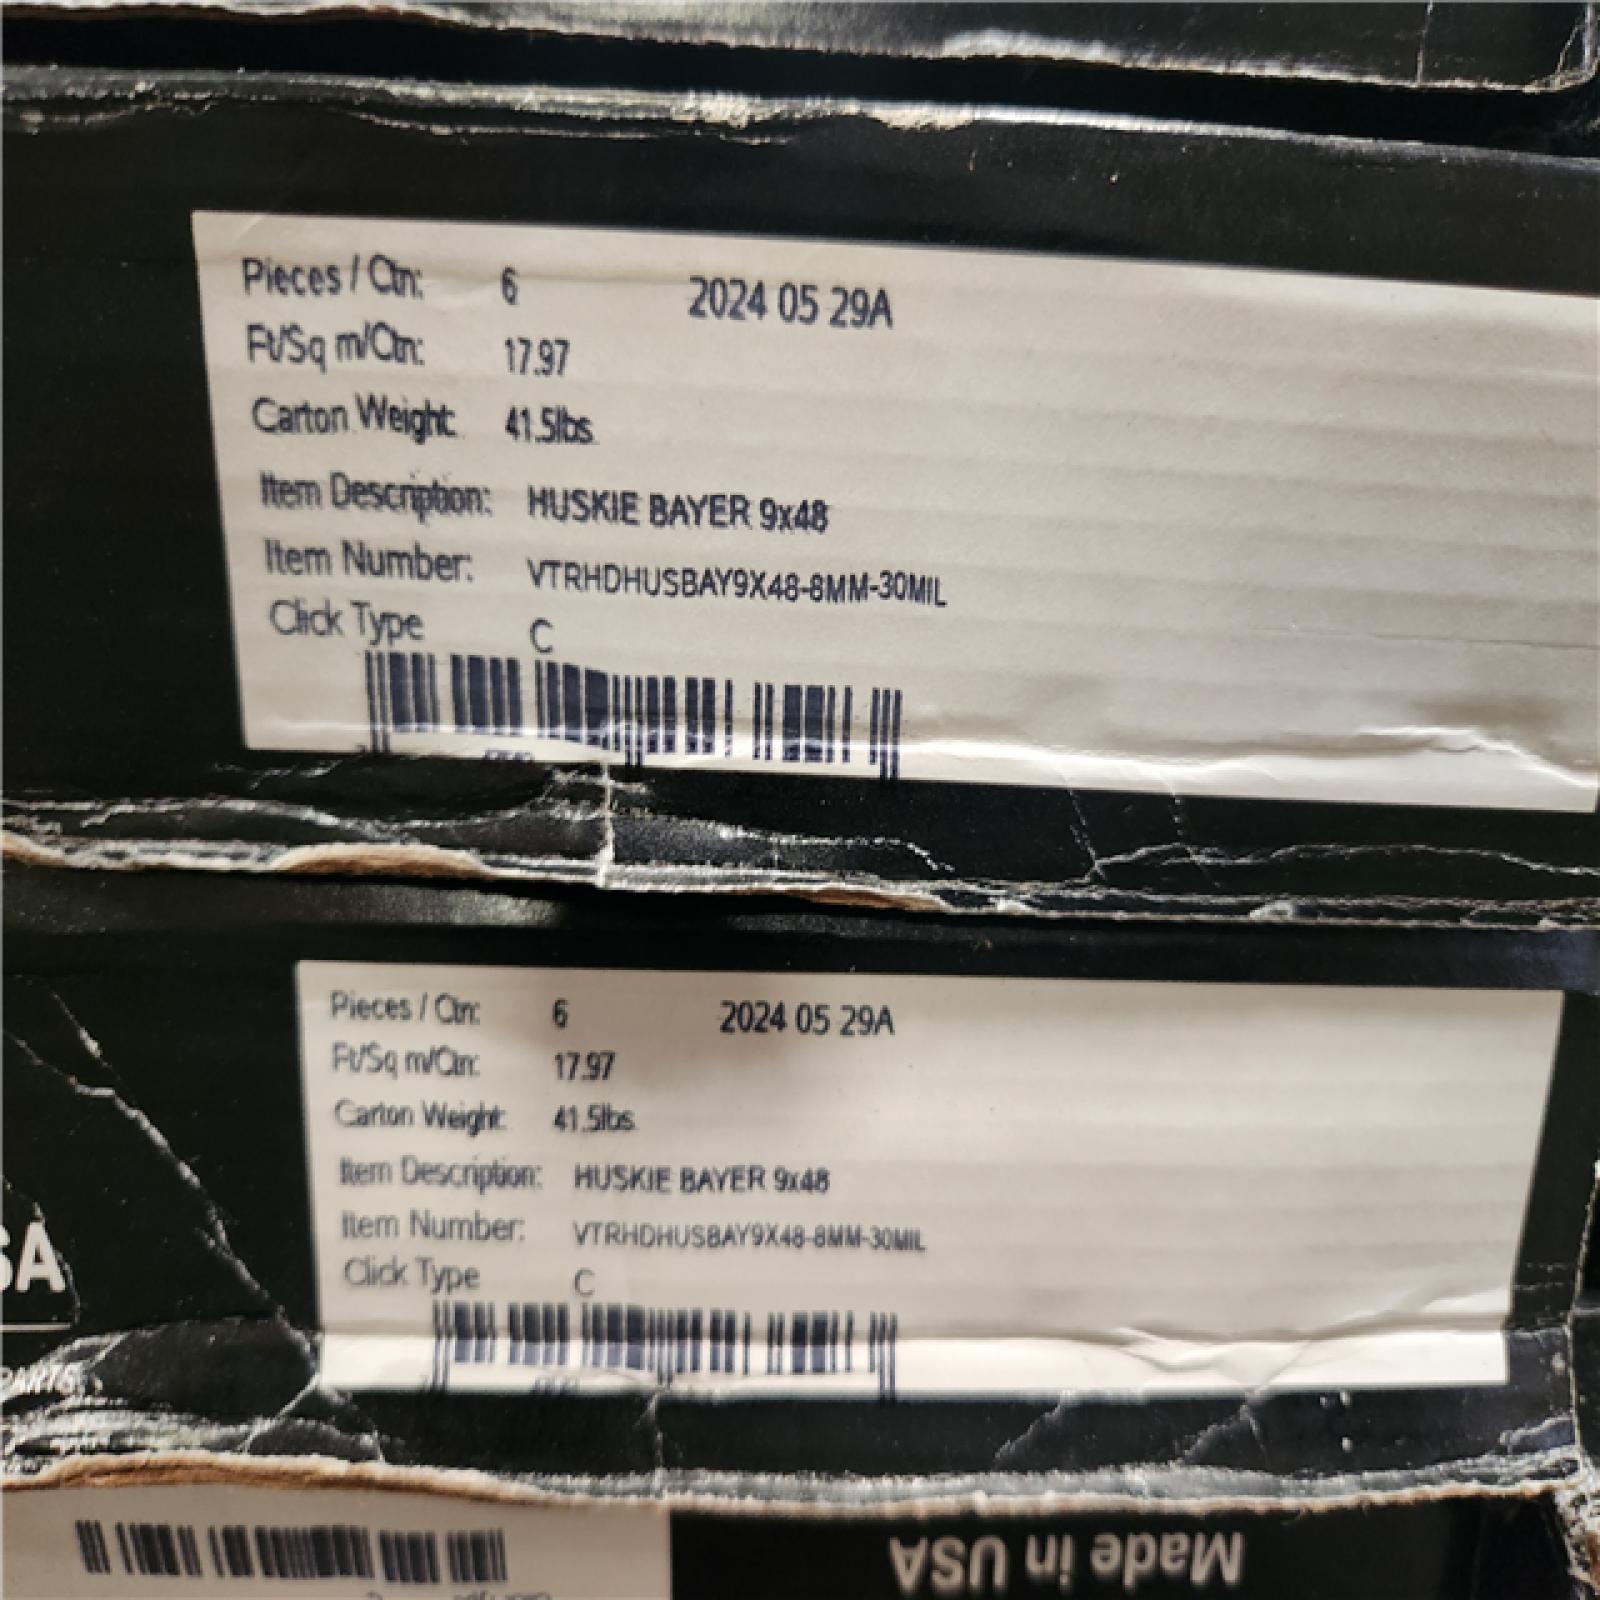 Pieces / Ctn: 6 2024 05 29A
Ft/Sq m/Ctn: 17.97
Carton Weight: 41.5lbs
Item Description: HUSKIE BAYER 9x48
Item Number: VTRHDHUSBAY9X48-8MM-30MIL
Click Type C
Pieces / Ctn: 6 2024 05 29A
Ft/Sq m/Ctn: 17.97
Carton Weight: 41.5lbs
Item Description: HUSKIE BAYER 9x48
Item Number: VTRHDHUSBAY9X48-8MM-30MIL
Click Type C
SA
PARTS
Made in USA